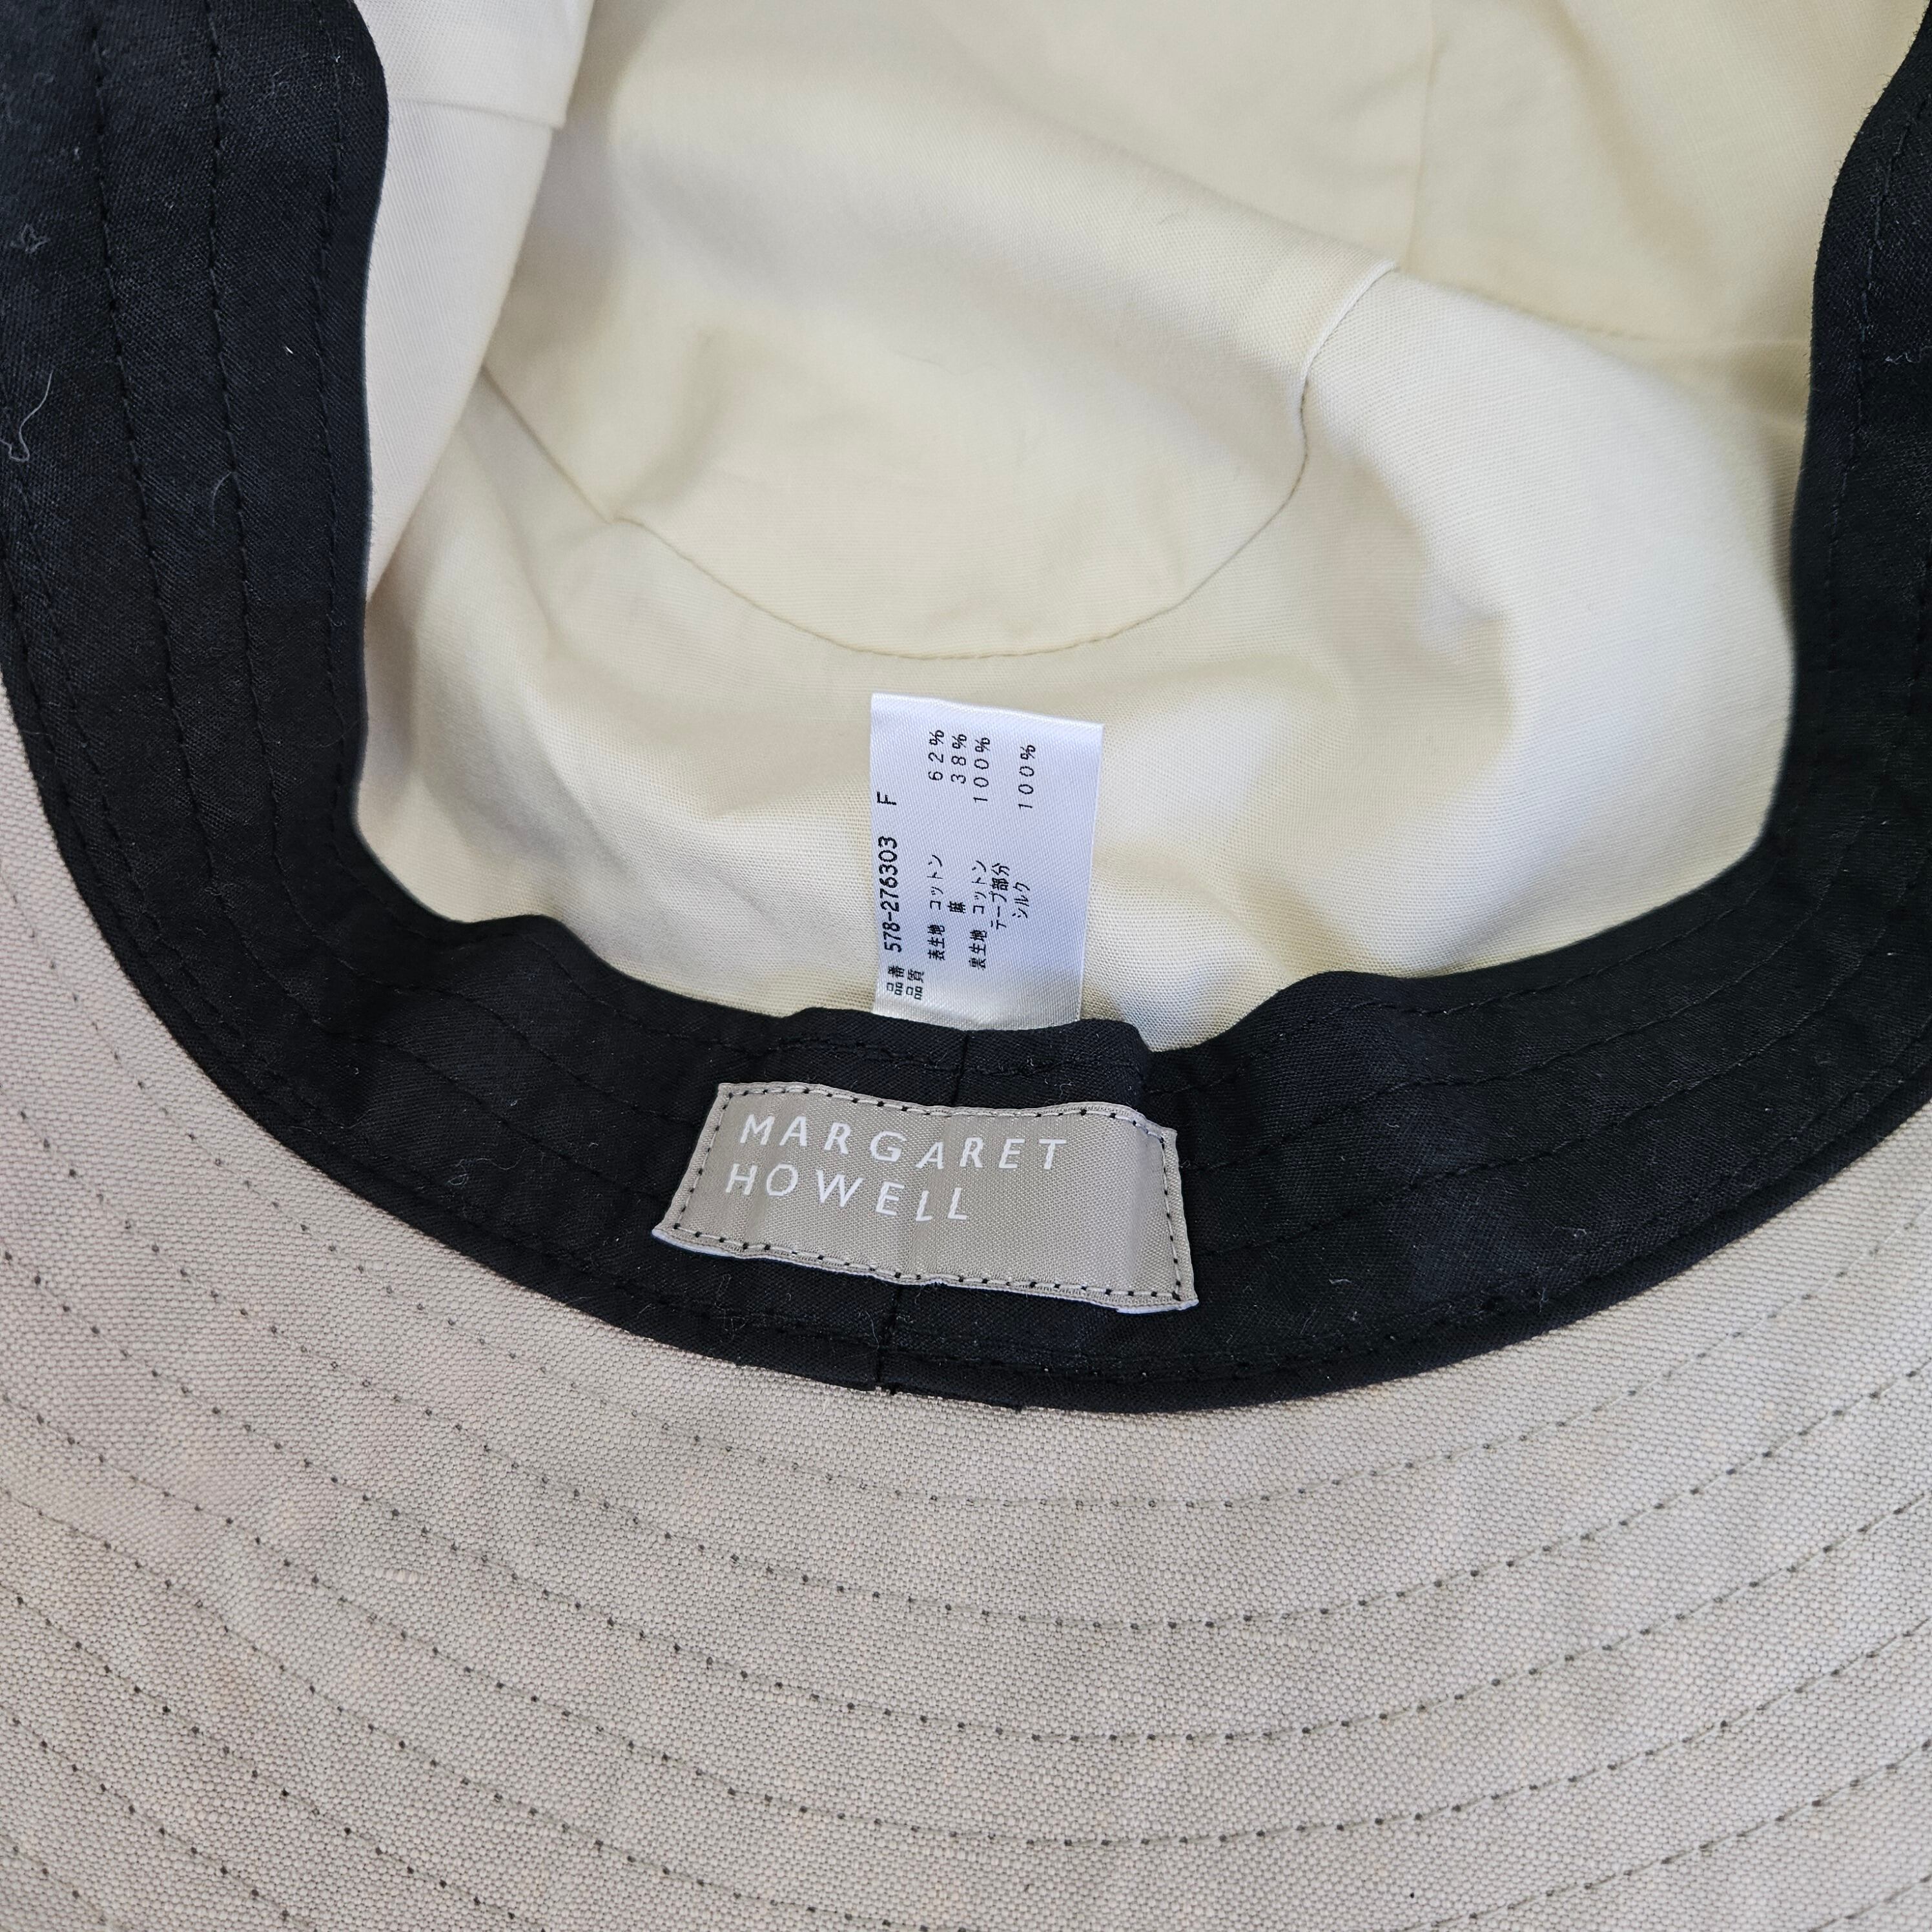 品番 578-276303 F
品質
表生地 コットン 62%
麻 38%
裏生地 コットン 100%
テープ部分
シルク 100%
MARGARET
HOWELL